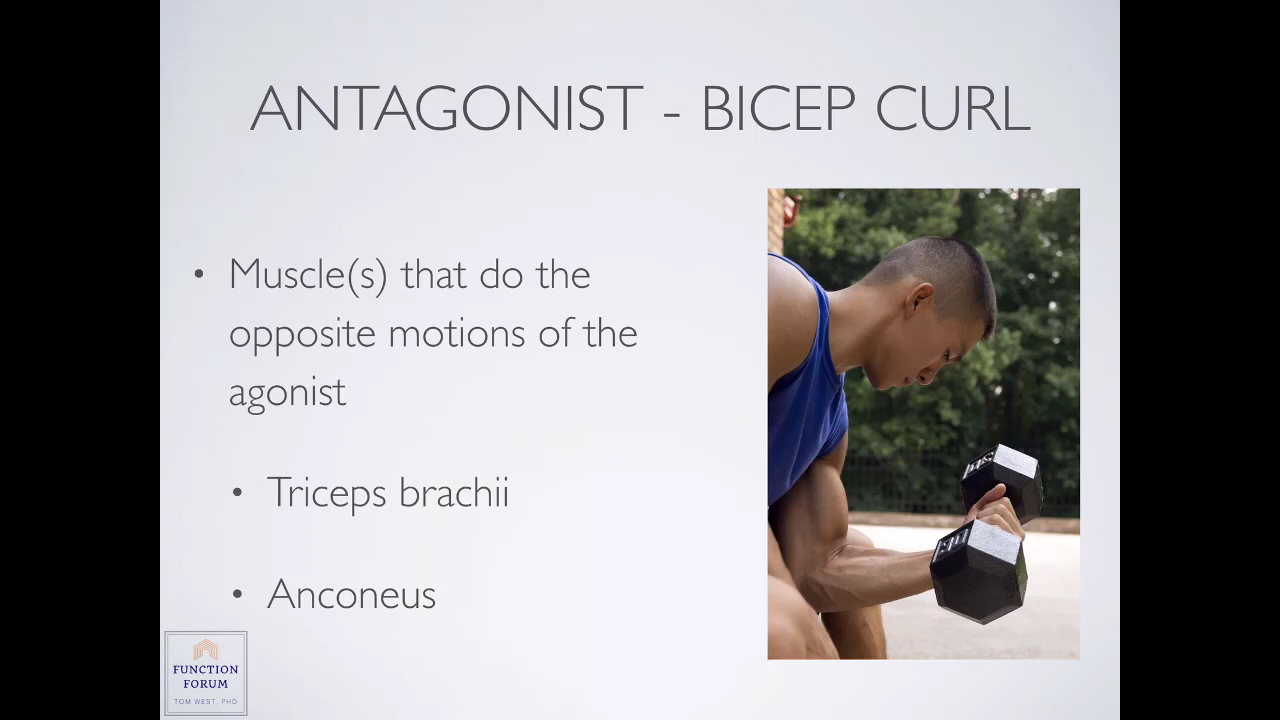 ANTAGONIST - BICEP CURL
• Muscle(s) that do the
opposite motions of the
agonist
• Triceps brachii
• Anconeus
FUNCTION
FORUM
TOM WEST, PHD